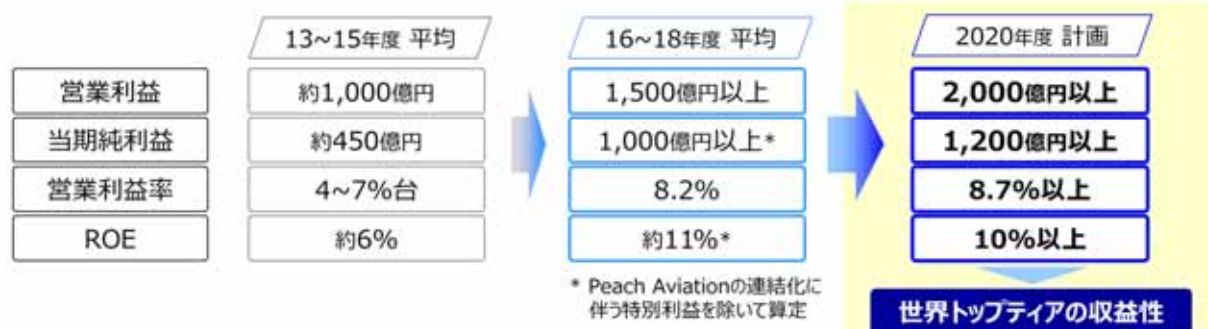 13~15年度 平均
16~18年度 平均
2020年度 計画
営業利益
約1,000億円
1,500億円以上
2,000億円以上
当期純利益
約450億円
1,000億円以上*
1,200億円以上
営業利益率
4~7%台
8.2%
8.7%以上
ROE
約6%
約11%*
10%以上
* Peach Aviationの連結化に
伴う特別利益を除いて算定
世界トップティアの収益性